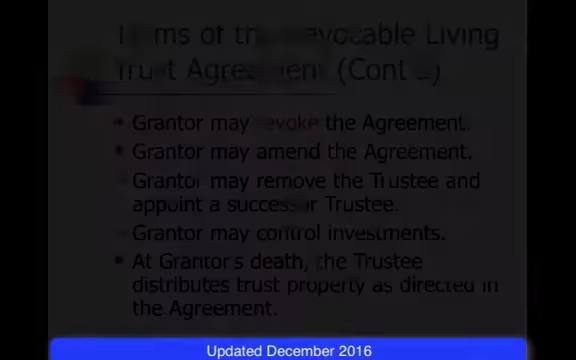 Terms of the Revocable Living
Trust Agreement (Cont'd)
Grantor may revoke the Agreement.
Grantor may amend the Agreement.
Grantor may remove the Trustee and
appoint a successor Trustee.
Grantor may control investments.
At Grantor's death, the Trustee
distributes trust property as directed in
the Agreement.
Updated December 2016